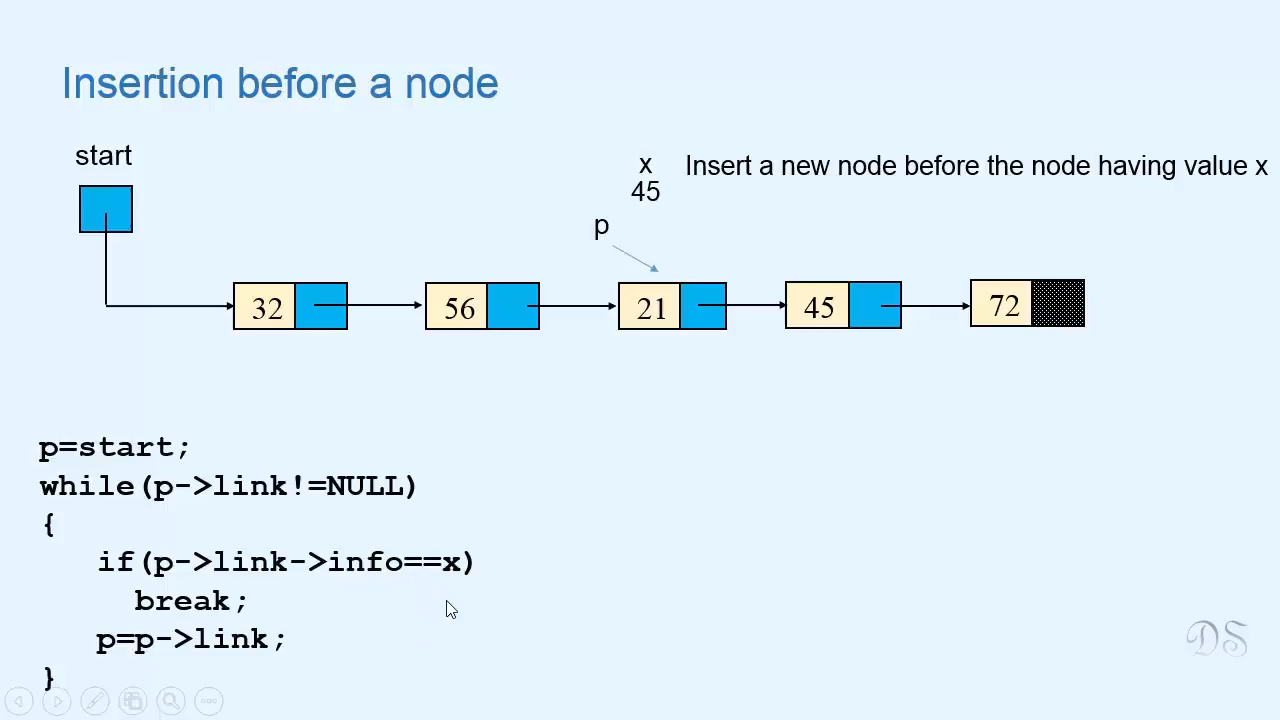 Insertion before a node
start
x
45
Insert a new node before the node having value x
p
32 56 21 45 72
p=start;
while(p->link!=NULL)
{
if(p->link->info==x)
break;
p=p->link;
}
DS